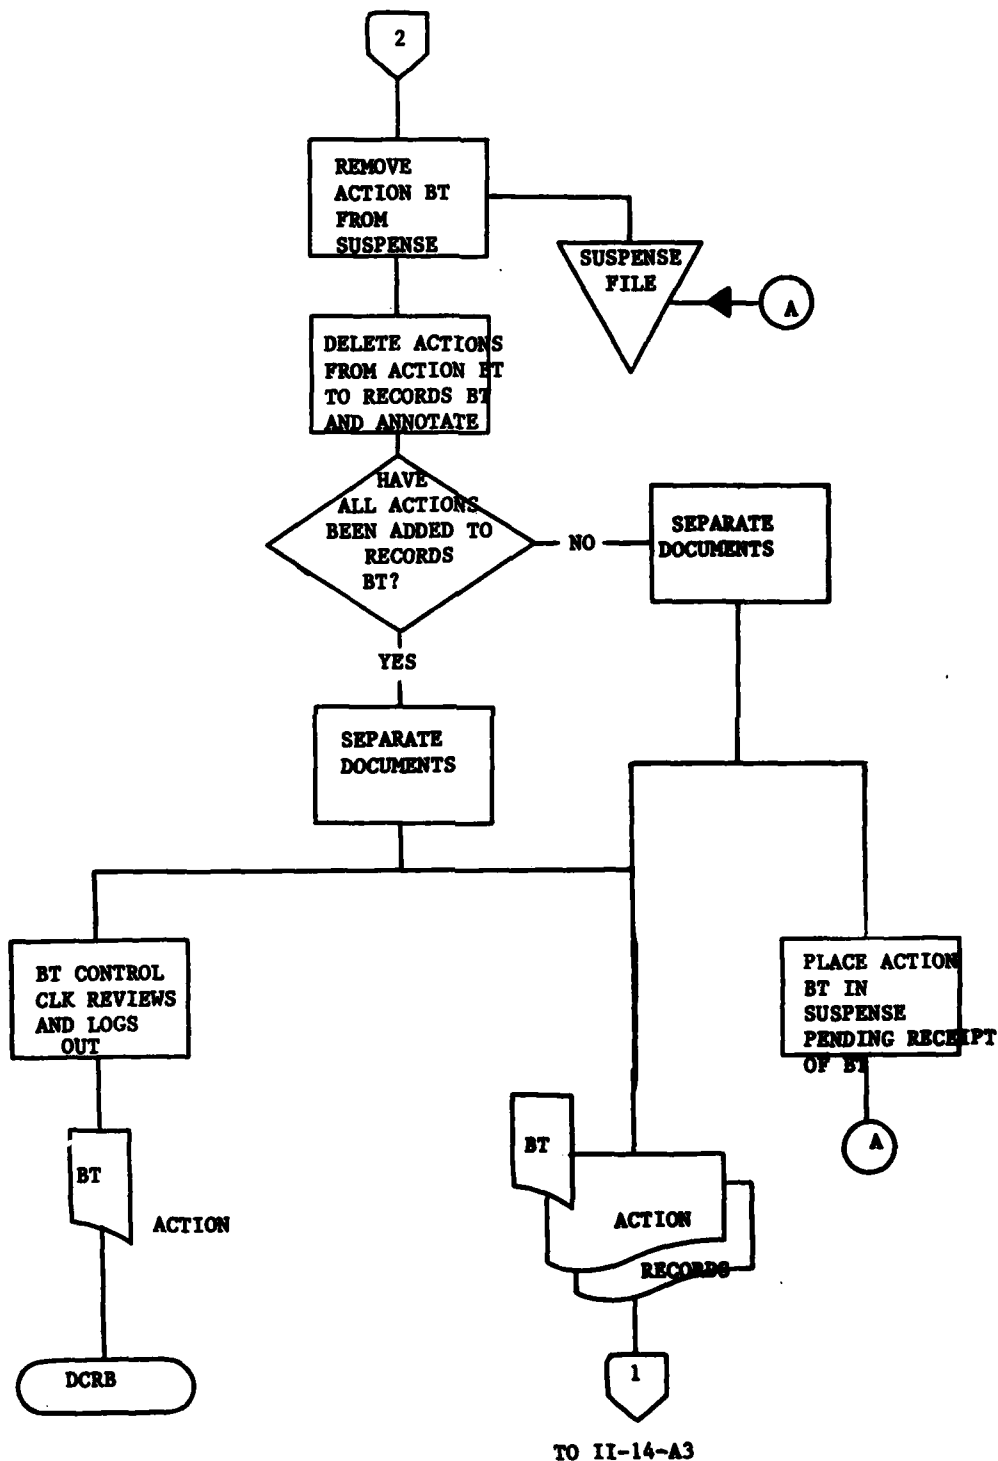 2
REMOVE
ACTION BT
FROM
SUSPENSE
SUSPENSE
FILE
A
DELETE ACTIONS
FROM ACTION BT
TO RECORDS BT
AND ANNOTATE
HAVE
ALL ACTIONS
BEEN ADDED TO
RECORDS
BT?
NO
SEPARATE
DOCUMENTS
YES
SEPARATE
DOCUMENTS
BT CONTROL
CLK REVIEWS
AND LOGS
OUT
PLACE ACTION
BT IN
SUSPENSE
PENDING RECEIPT
OF BT
A
BT
ACTION
BT
ACTION
RECORDS
DCRB
1
TO II-14-A3